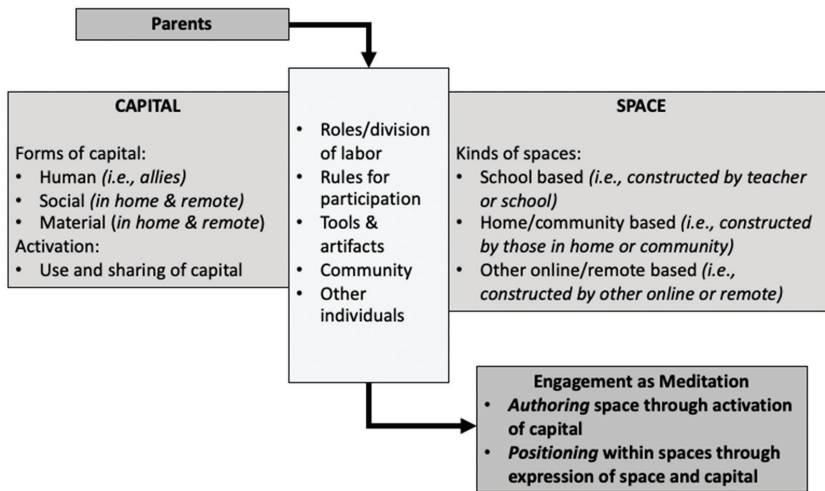 Parents
CAPITAL
Forms of capital:
• Human (i.e., allies)
• Social (in home & remote)
• Material (in home & remote)
Activation:
• Use and sharing of capital
• Roles/division
of labor
• Rules for
participation
• Tools &
artifacts
• Community
• Other
individuals
SPACE
Kinds of spaces:
• School based (i.e., constructed by teacher
or school)
• Home/community based (i.e., constructed
by those in home or community)
• Other online/remote based (i.e.,
constructed by other online or remote)
Engagement as Meditation
• Authoring space through activation
of capital
• Positioning within spaces through
expression of space and capital